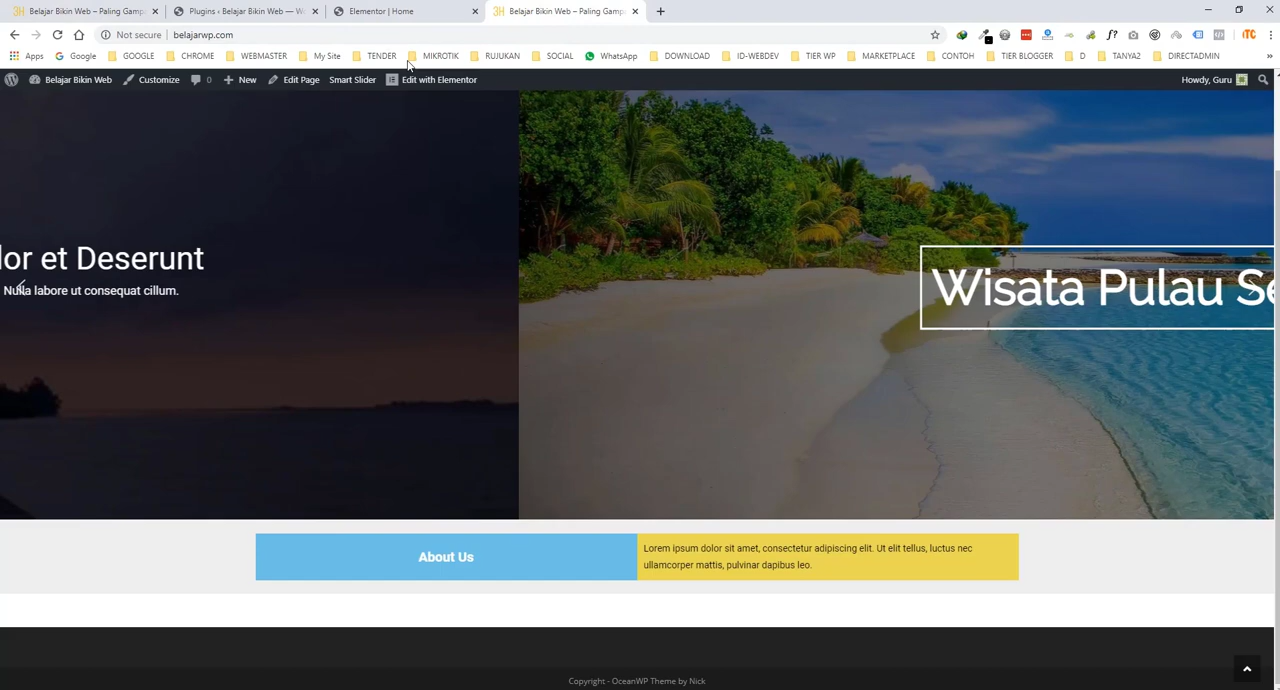 Belajar Bikin Web – Paling Gamp
Plugins ‹ Belajar Bikin Web — Wo
Elementor | Home
Belajar Bikin Web – Paling Gamp
Not secure
belajarwp.com
Apps
Google
GOOGLE
CHROME
WEBMASTER
My Site
TENDER
MIKROTIK
RUJUKAN
SOCIAL
WhatsApp
DOWNLOAD
ID-WEBDEV
TIER WP
MARKETPLACE
CONTOH
TIER BLOGGER
D
TANYA2
DIRECTADMIN
Belajar Bikin Web
Customize
0
New
Edit Page
Smart Slider
Edit with Elementor
Howdy, Guru
lor et Deserunt
Nulla labore ut consequat cillum.
Wisata Pulau Se
About Us
Lorem ipsum dolor sit amet, consectetur adipiscing elit. Ut elit tellus, luctus nec
ullamcorper mattis, pulvinar dapibus leo.
Copyright - OceanWP Theme by Nick